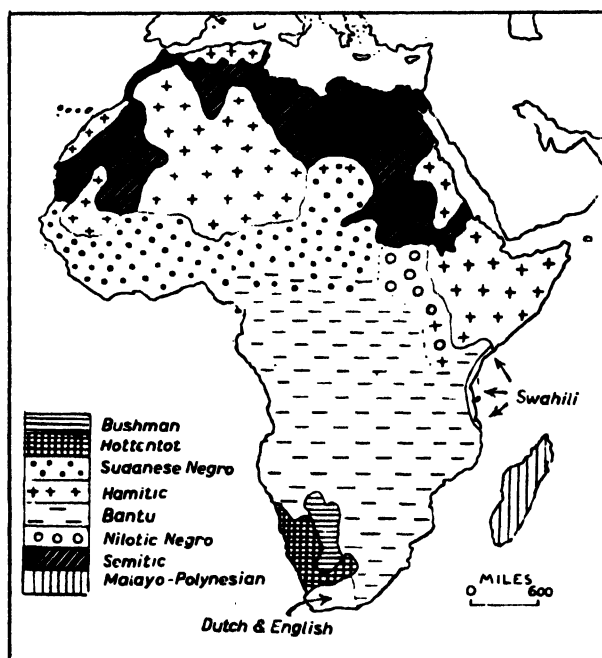 Swahili
Bushman
Hottentot
Sudanese Negro
Hamitic
Bantu
Nilotic Negro
Semitic
Malayo-Polynesian
MILES
0 600
Dutch & English